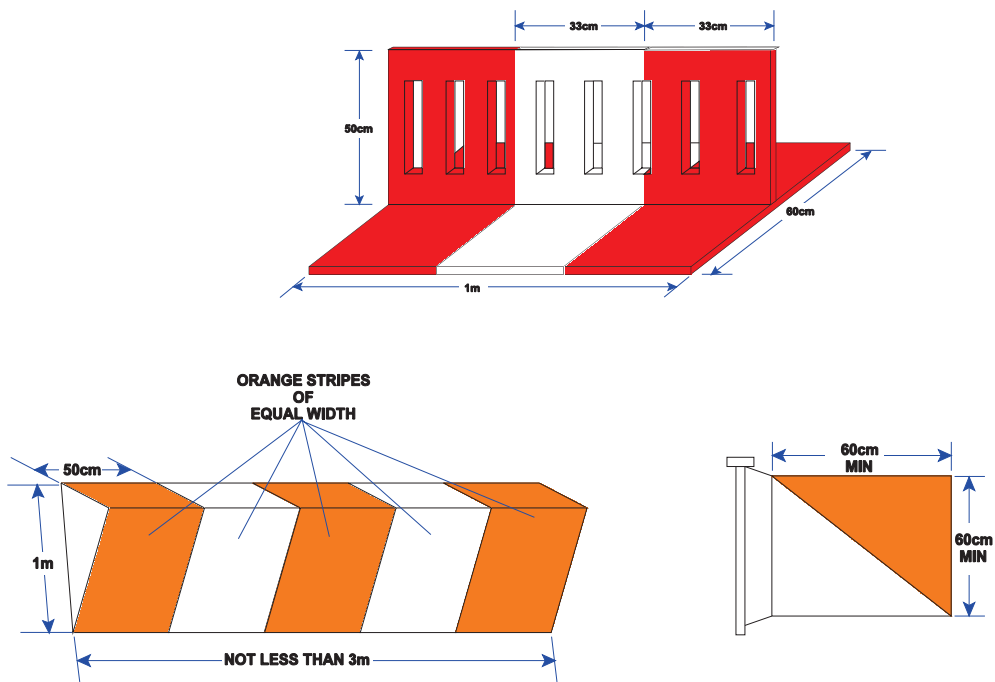 33cm
33cm
50cm
60cm
1m
ORANGE STRIPES
OF
EQUAL WIDTH
50cm
1m
NOT LESS THAN 3m
60cm
MIN
60cm
MIN